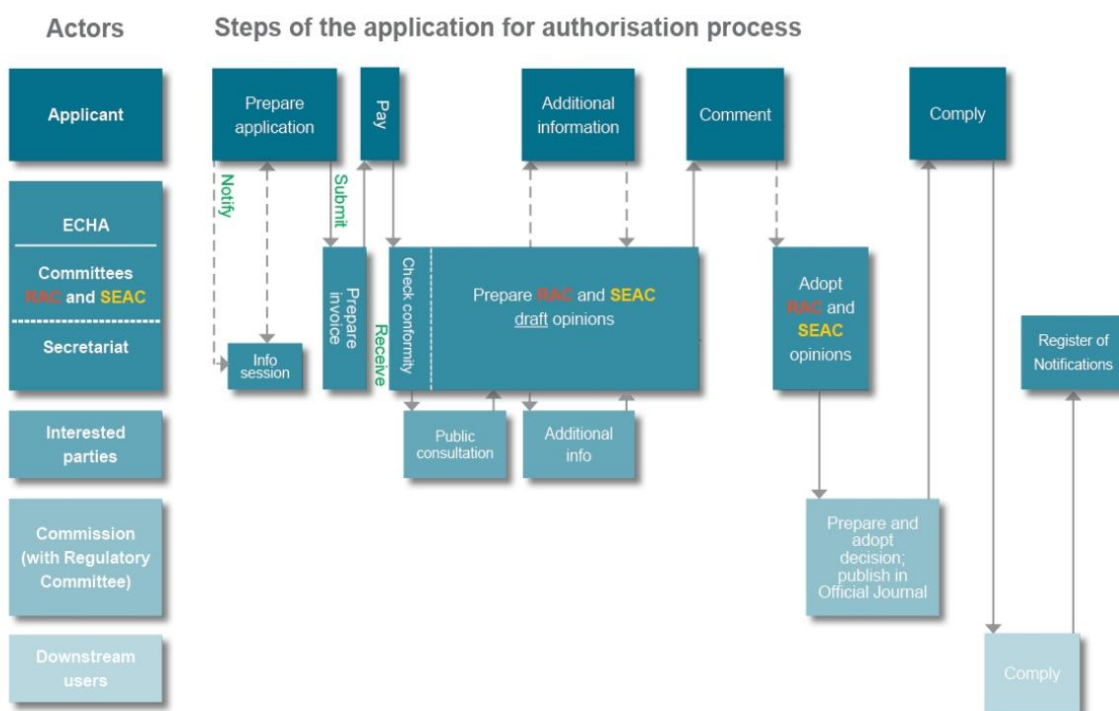 Actors
Steps of the application for authorisation process
Applicant
Prepare
application
Pay
Additional
information
Comment
Comply
Notify
Submit
ECHA
Committees
RAC and SEAC
Secretariat
Info
session
Prepare
invoice
Receive
Check conformity
Prepare RAC and SEAC
draft opinions
Adopt
RAC and
SEAC
opinions
Register of
Notifications
Interested
parties
Public
consultation
Additional
info
Commission
(with Regulatory
Committee)
Prepare and
adopt
decision;
publish in
Official Journal
Downstream
users
Comply